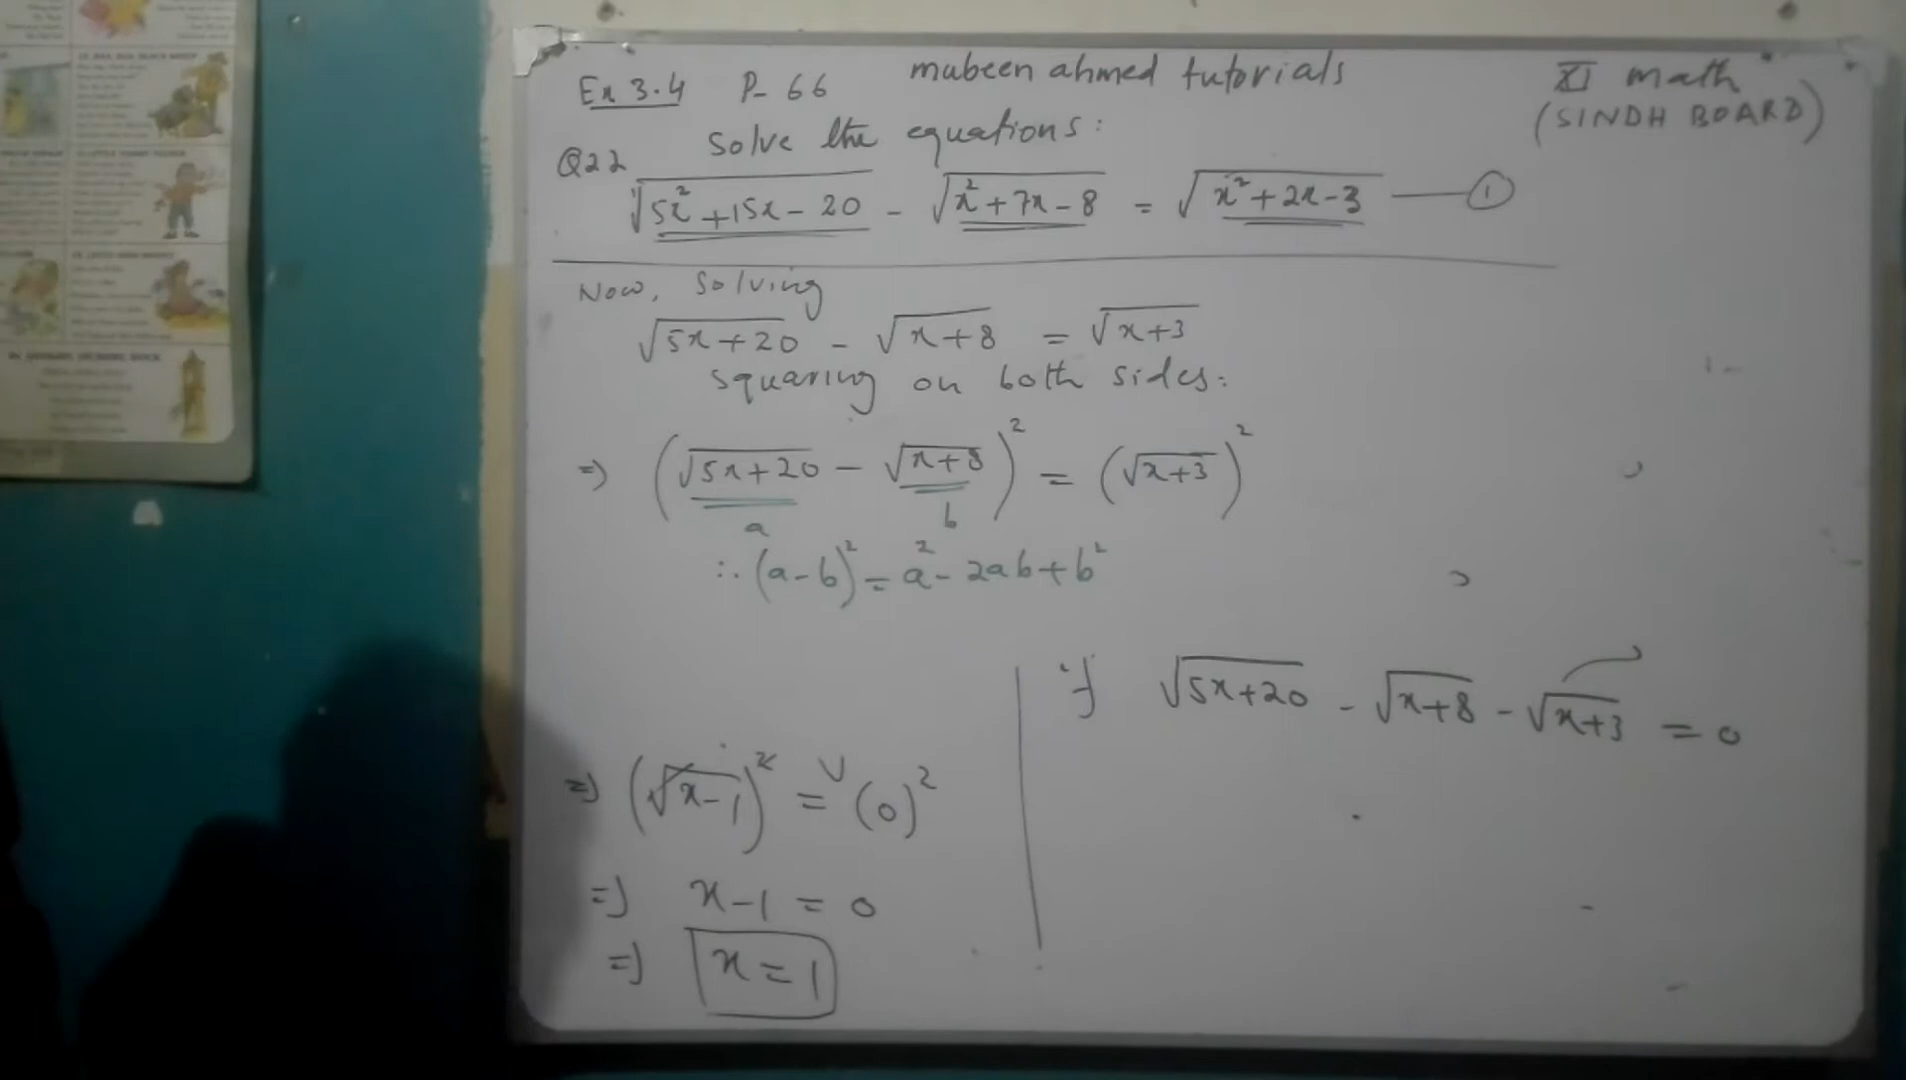 Ex 3.4 P- 66 mubeen ahmed tutorials XI math
(SINDH BOARD)
Q22 Solve the equations:
√(5x²+15x-20) - √(x²+7x-8) = √(x²+2x-3) — ①
Now, Solving
√(5x+20) - √(x+8) = √(x+3)
squaring on both sides:
=) (√(5x+20) - √(x+8))² = (√(x+3))²
a b
∴ (a-b)² = a² - 2ab + b²
=) (√(x-1))² = (0)²
=) x-1 = 0
=) x = 1
if √(5x+20) - √(x+8) - √(x+3) = 0